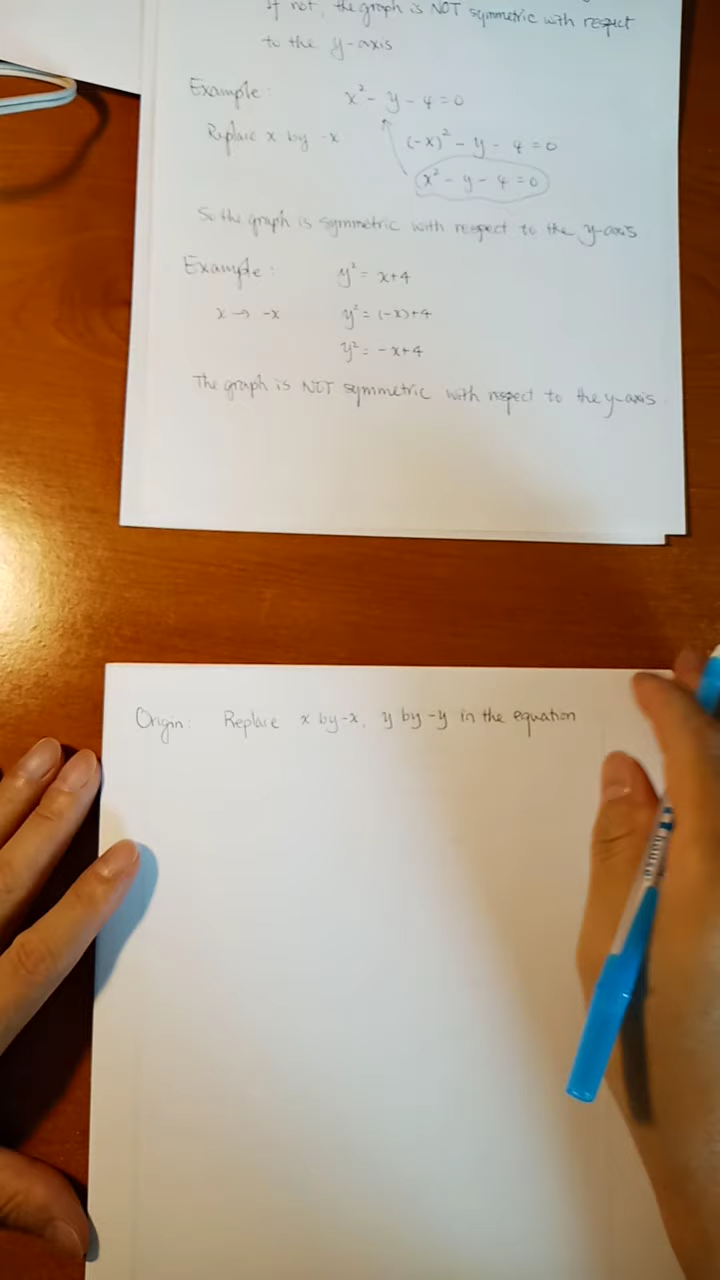 If not, the graph is NOT symmetric with respect
to the y-axis
Example: x² - y - 4 = 0
Replace x by -x (-x)² - y - 4 = 0
x² - y - 4 = 0
So the graph is symmetric with respect to the y-axis
Example: y² = x+4
x → -x y² = (-x)+4
y² = -x+4
The graph is NOT symmetric with respect to the y-axis
Origin: Replace x by -x, y by -y in the equation